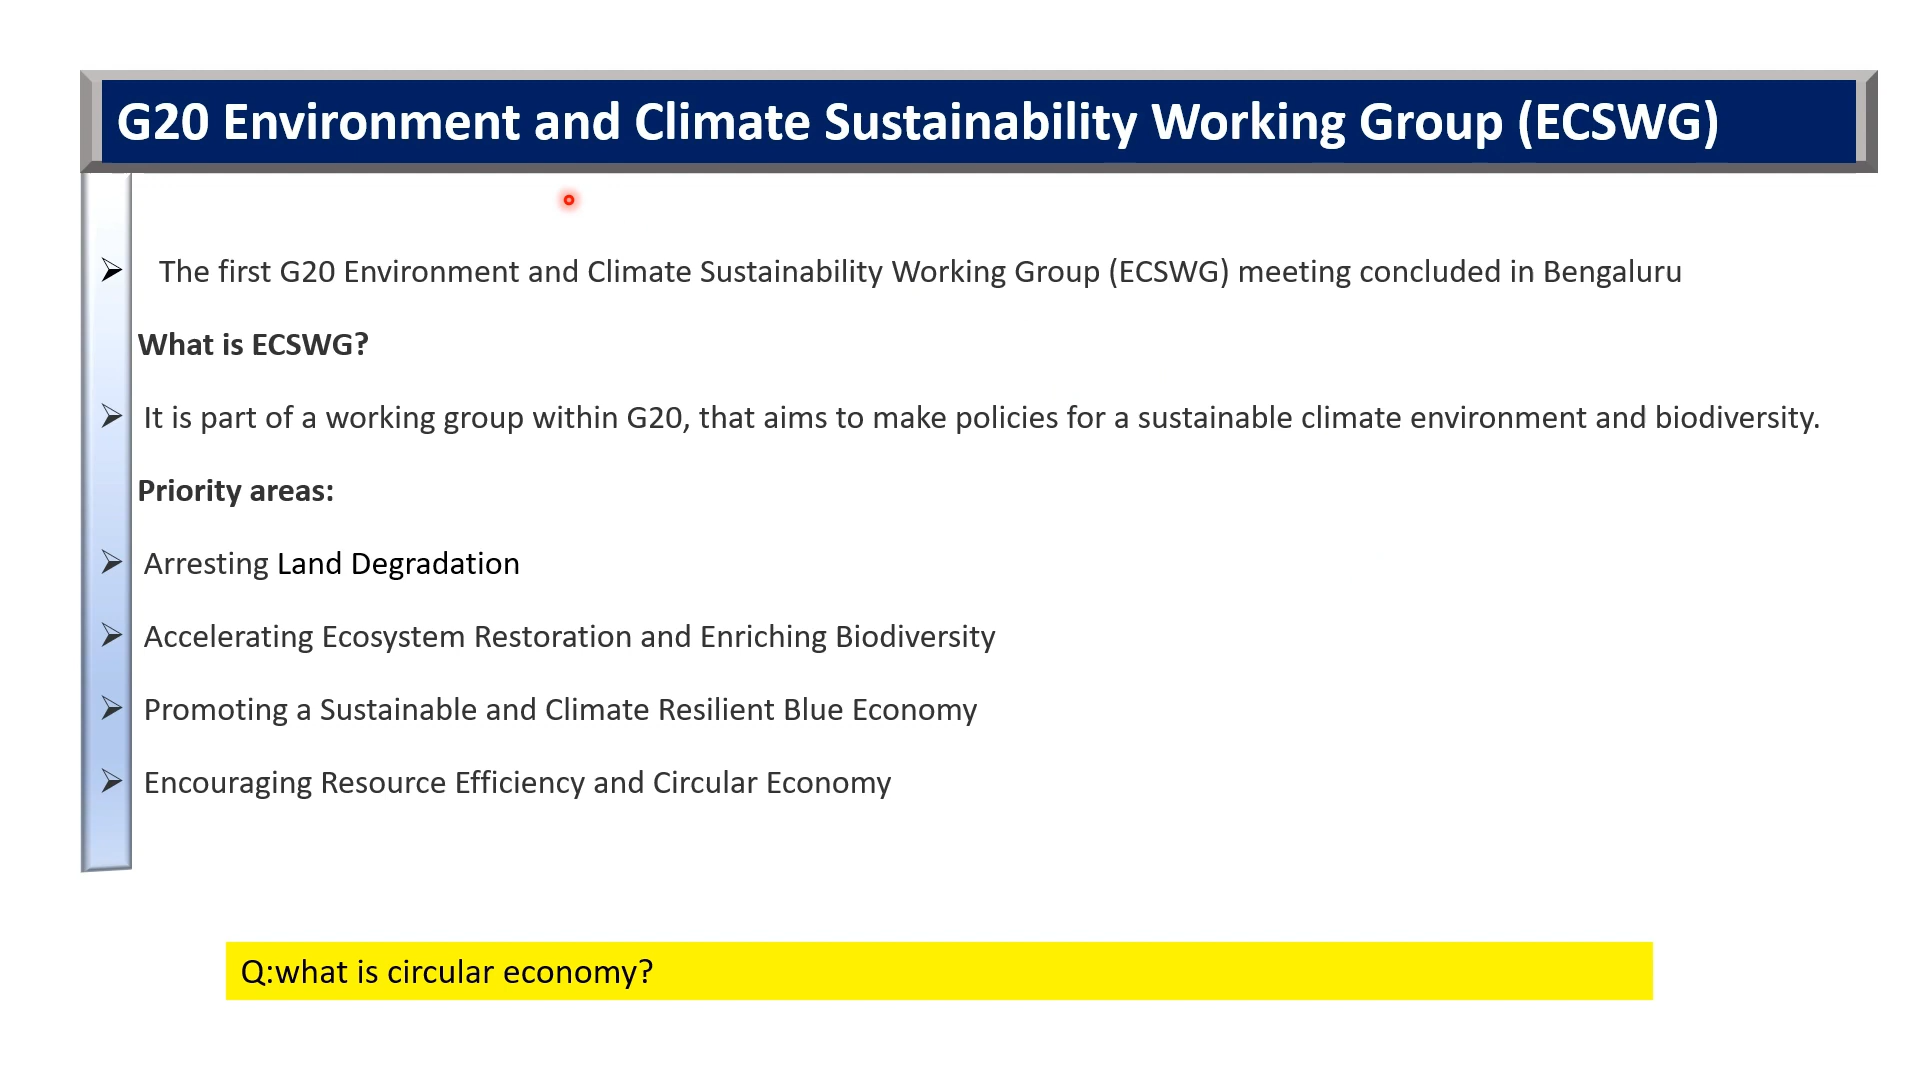 G20 Environment and Climate Sustainability Working Group (ECSWG)
The first G20 Environment and Climate Sustainability Working Group (ECSWG) meeting concluded in Bengaluru
What is ECSWG?
It is part of a working group within G20, that aims to make policies for a sustainable climate environment and biodiversity.
Priority areas:
Arresting Land Degradation
Accelerating Ecosystem Restoration and Enriching Biodiversity
Promoting a Sustainable and Climate Resilient Blue Economy
Encouraging Resource Efficiency and Circular Economy
Q:what is circular economy?